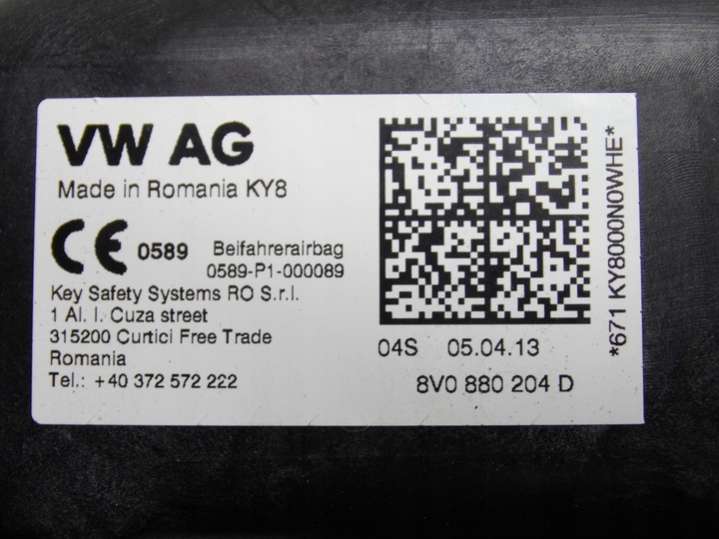 VW AG
Made in Romania KY8
CE 0589 Beifahrerairbag
0589-P1-000089
Key Safety Systems RO S.r.l.
1 Al. I. Cuza street
315200 Curtici Free Trade
Romania
Tel.: +40 372 572 222
04S 05.04.13
8V0 880 204 D
*671 KY8000N0WHE*